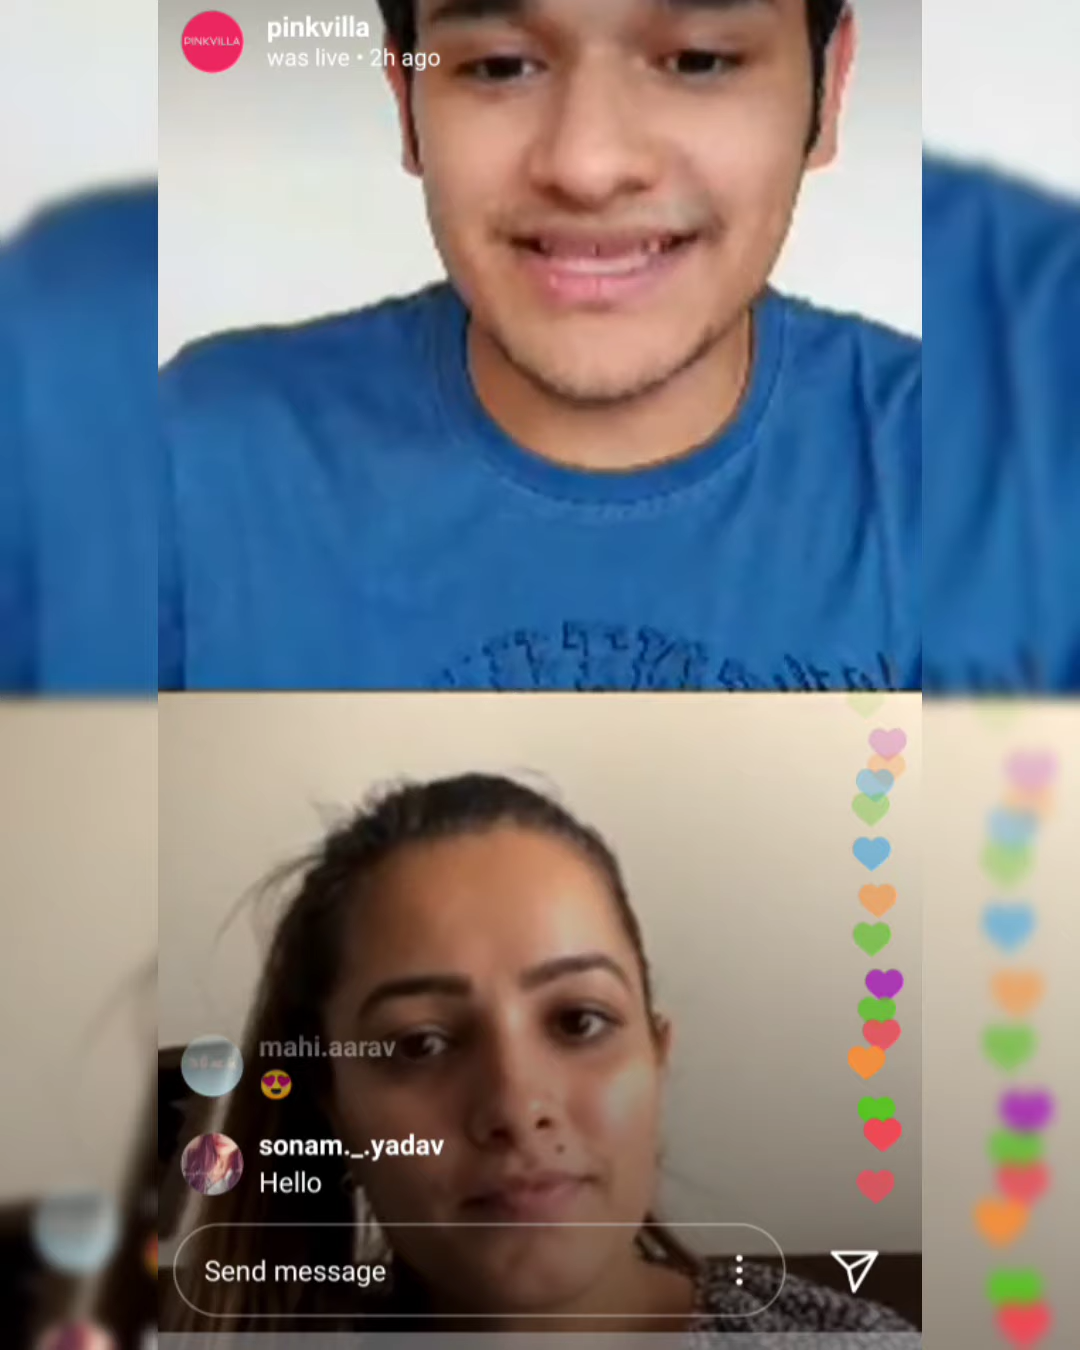 PINKVILLA
pinkvilla
was live • 2h ago
mahi.aarav
😍
sonam._.yadav
Hello
Send message